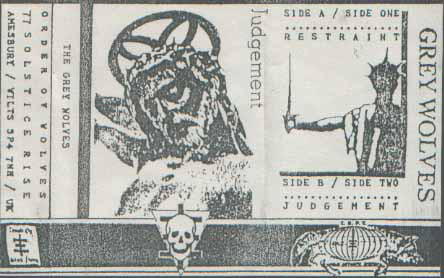 ORDER OF WOLVES
77 SOLSTICE RISE
AMESBURY / WILTS SP4 7NH / UK
THE GREY WOLVES
Judgement
SIDE A / SIDE ONE
RESTRAINT
SIDE B / SIDE TWO
JUDGEMENT
GREY WOLVES